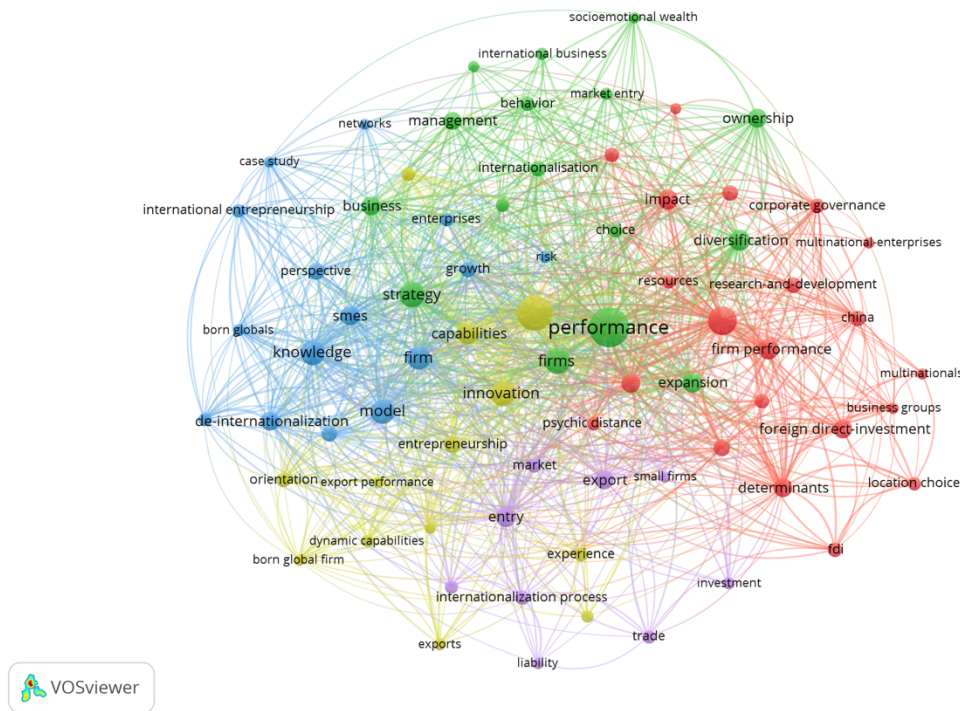 socioemotional wealth
international business
market entry
behavior
ownership
management
networks
case study
internationalisation
impact
corporate governance
international entrepreneurship
business
enterprises
choice
diversification
multinational enterprises
risk
perspective
growth
resources
research-and-development
strategy
china
smes
born globals
capabilities
performance
firm performance
knowledge
firm
firms
multinationals
expansion
innovation
business groups
model
de-internationalization
psychic distance
foreign direct-investment
entrepreneurship
market
orientation
export performance
export
small firms
determinants
location choice
entry
dynamic capabilities
born global firm
experience
fdi
internationalization process
investment
exports
trade
liability
VOSviewer